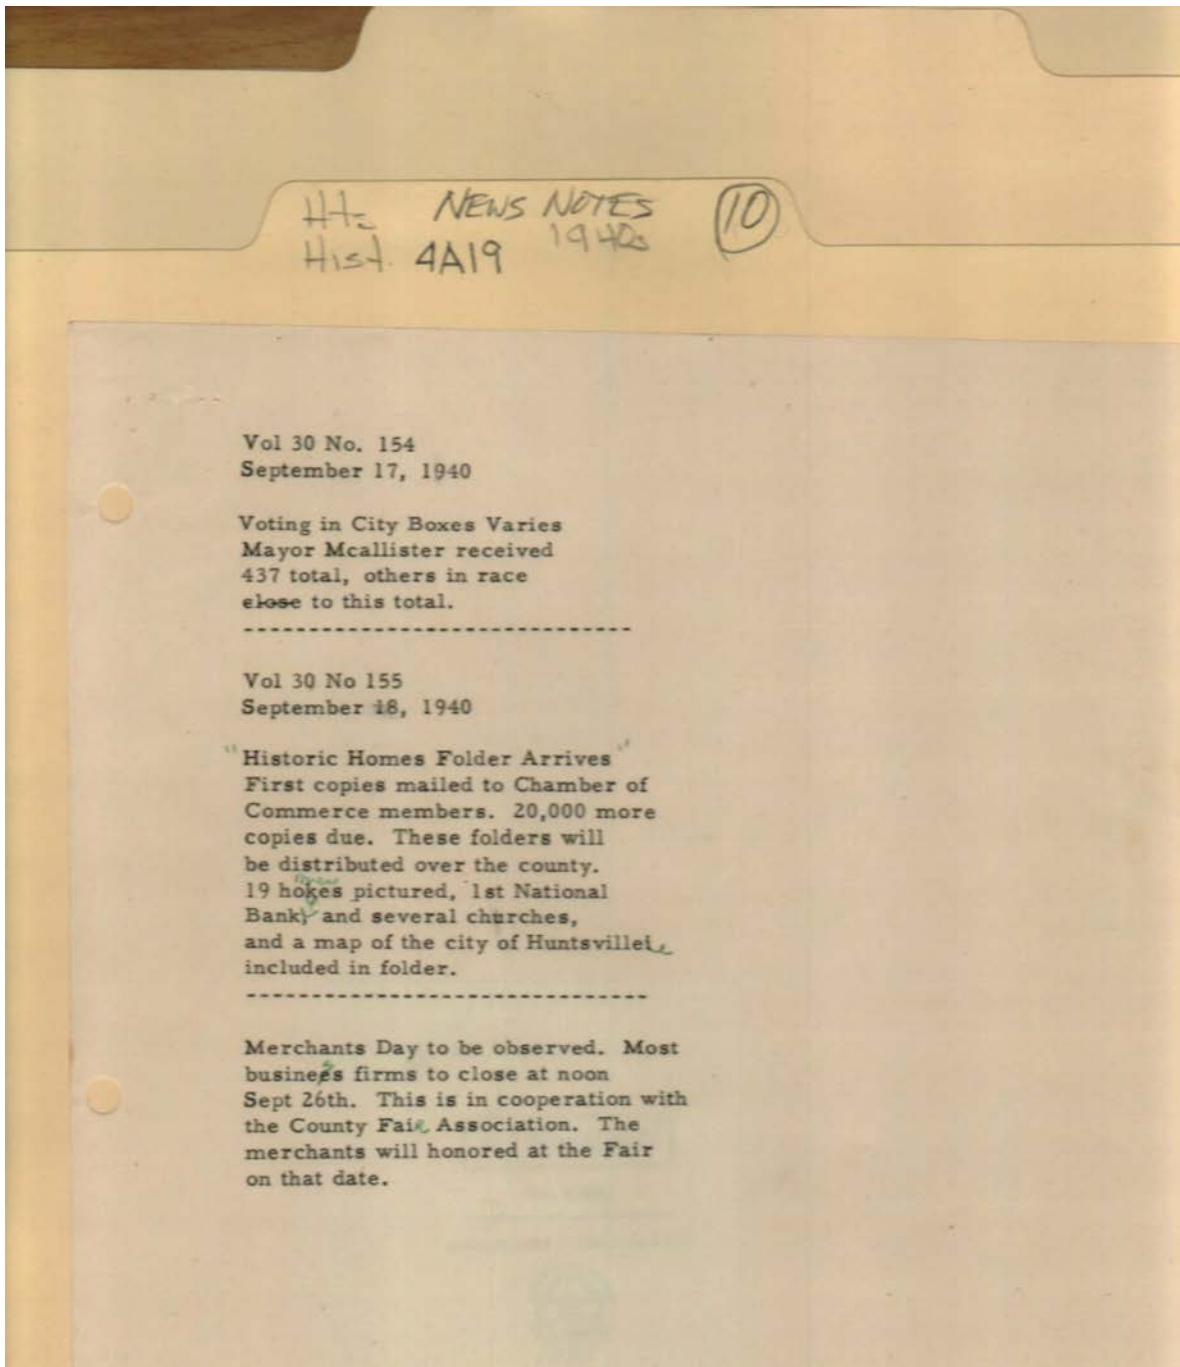 Hts NEWS NOTES 10
Hist. 4A19 1940s
Vol 30 No. 154
September 17, 1940
Voting in City Boxes Varies
Mayor Mcallister received
437 total, others in race
close to this total.
-------------------------------
Vol 30 No 155
September 18, 1940
"Historic Homes Folder Arrives"
First copies mailed to Chamber of
Commerce members. 20,000 more
copies due. These folders will
be distributed over the county.
19 hokes pictured, 1st National
Bank, and several churches,
and a map of the city of Huntsville
included in folder.
--------------------------------
Merchants Day to be observed. Most
business firms to close at noon
Sept 26th. This is in cooperation with
the County Fair Association. The
merchants will honored at the Fair
on that date.